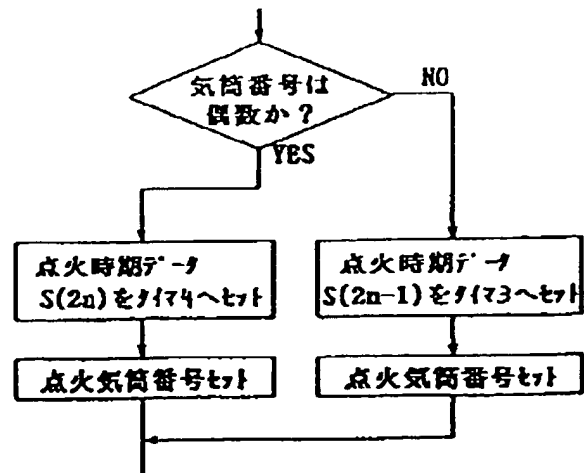 気筒番号は
偶数か?
NO
YES
点火時期ﾃﾞｰﾀ
S(2n)をﾀｲﾏ4へｾｯﾄ
点火時期ﾃﾞｰﾀ
S(2n-1)をﾀｲﾏ3へｾｯﾄ
点火気筒番号ｾｯﾄ
点火気筒番号ｾｯﾄ